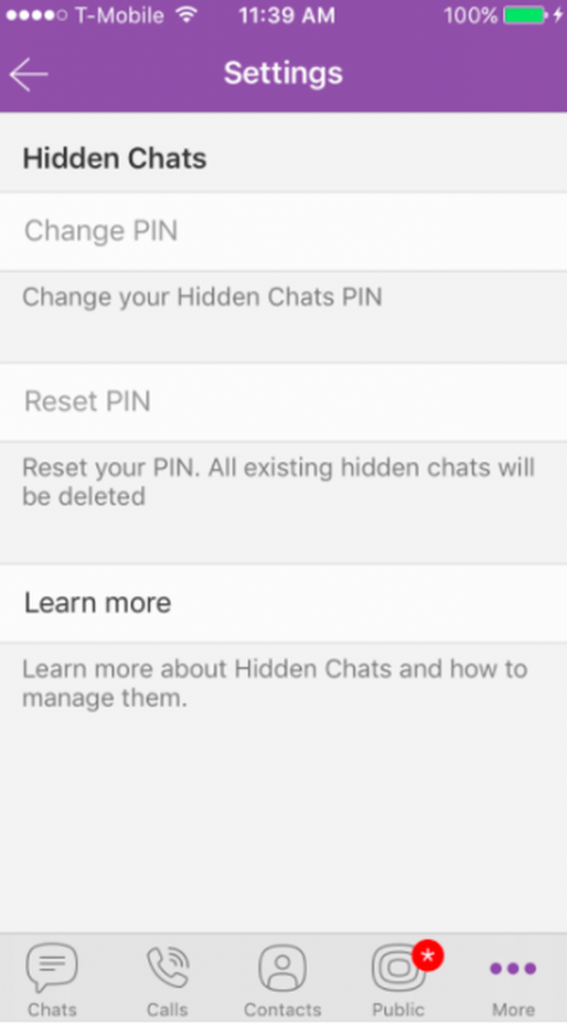 T-Mobile 11:39 AM 100%
Settings
Hidden Chats
Change PIN
Change your Hidden Chats PIN
Reset PIN
Reset your PIN. All existing hidden chats will
be deleted
Learn more
Learn more about Hidden Chats and how to
manage them.
*
Chats Calls Contacts Public More